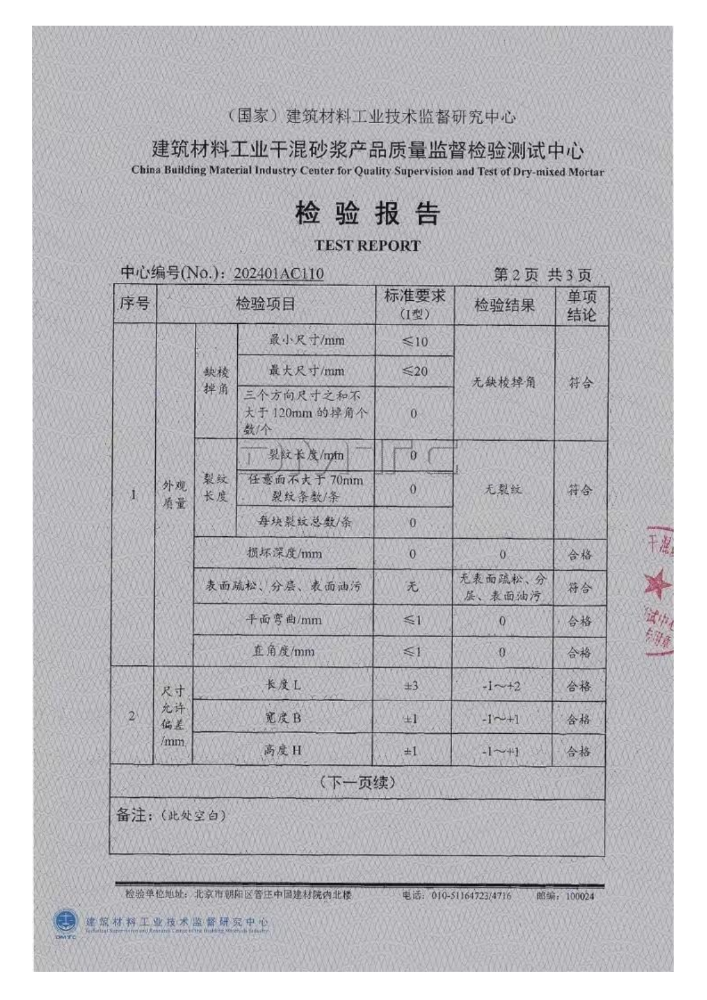 （国家）建筑材料工业技术监督研究中心
建筑材料工业干混砂浆产品质量监督检验测试中心
China Building Material Industry Center for Quality Supervision and Test of Dry-mixed Mortar
检 验 报 告
TEST REPORT
中心编号(No.)：202401AC110 第 2 页 共 3 页
序号 检验项目 标准要求（I型） 检验结果 单项结论
1
外观
质量
缺棱
掉角
最小尺寸/mm ≤10
最大尺寸/mm ≤20
三个方向尺寸之和不
大于 120mm 的掉角个
数/个
0
无缺棱掉角 符合
裂纹
长度
裂纹长度/mm 0
任意面不大于 70mm
裂纹条数/条
0
每块裂纹总数/条 0
无裂纹 符合
损坏深度/mm 0 0 合格
表面疏松、分层、表面油污 无 无表面疏松、分
层、表面油污 符合
平面弯曲/mm ≤1 0 合格
直角度/mm ≤1 0 合格
2
尺寸
允许
偏差
/mm
长度 L ±3 -1～+2 合格
宽度 B ±1 -1～+1 合格
高度 H ±1 -1～+1 合格
（下一页续）
备注：（此处空白）
干混
试中心
专用章
检验单位地址：北京市朝阳区管庄中国建材院内北楼 电话：010-51164723/4716 邮编：100024
建筑材料工业技术监督研究中心
Technical Supervision and Research Center of the Building Materials Industry